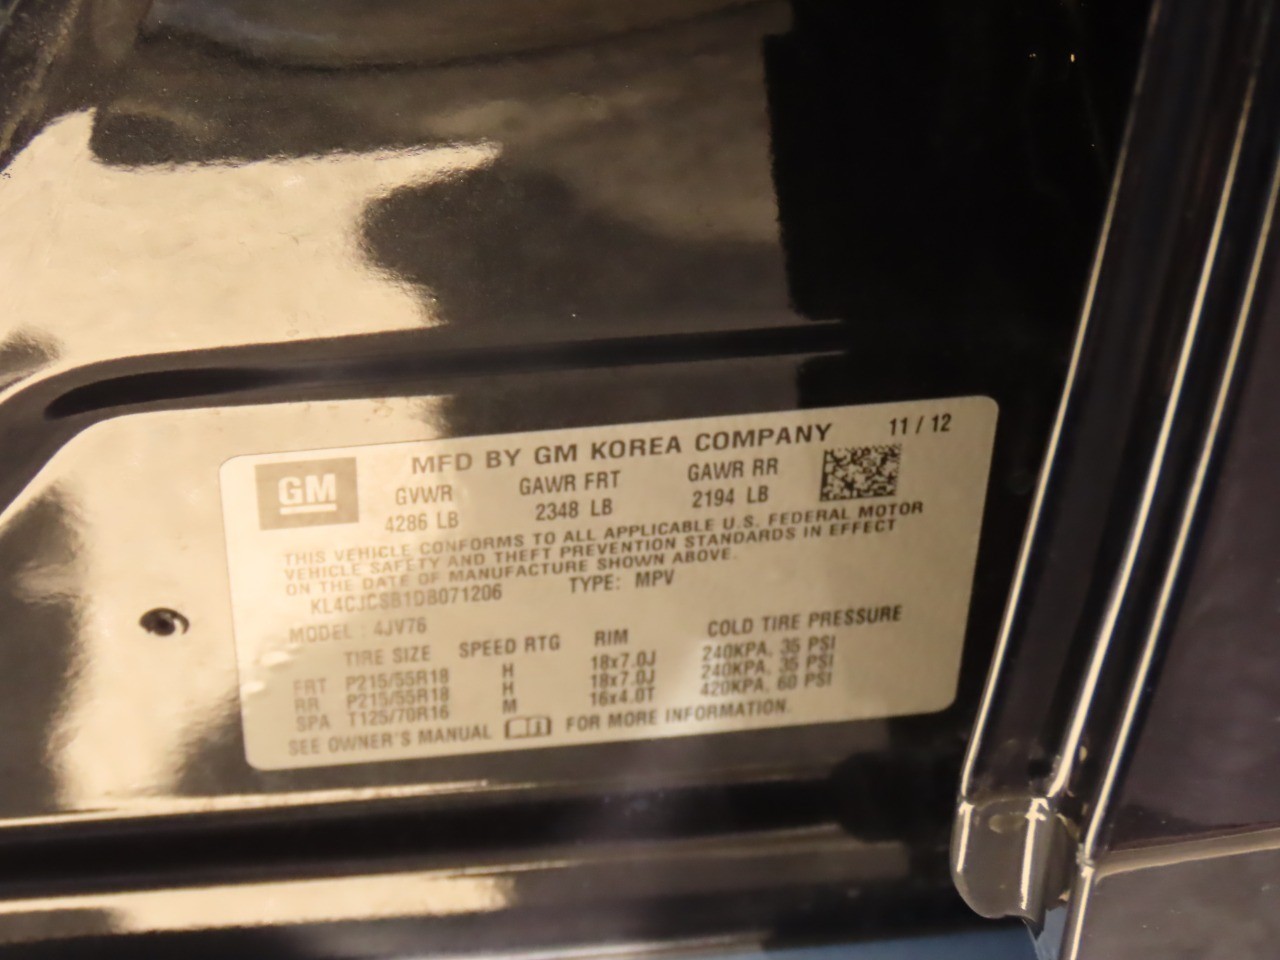 GM
MFD BY GM KOREA COMPANY 11 / 12
GVWR GAWR FRT GAWR RR
4286 LB 2348 LB 2194 LB
THIS VEHICLE CONFORMS TO ALL APPLICABLE U.S. FEDERAL MOTOR
VEHICLE SAFETY AND THEFT PREVENTION STANDARDS IN EFFECT
ON THE DATE OF MANUFACTURE SHOWN ABOVE.
KL4CJCSB1DB071206 TYPE: MPV
MODEL : 4JV76
TIRE SIZE SPEED RTG RIM COLD TIRE PRESSURE
FRT P215/55R18 H 18x7.0J 240KPA, 35 PSI
RR P215/55R18 H 18x7.0J 240KPA, 35 PSI
SPA T125/70R16 M 16x4.0T 420KPA, 60 PSI
SEE OWNER'S MANUAL FOR MORE INFORMATION.